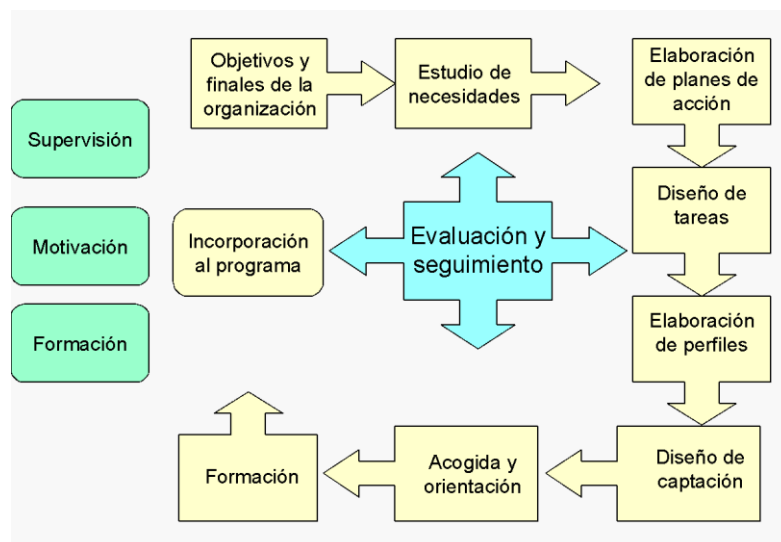 Objetivos y
finales de la
organización
Estudio de
necesidades
Elaboración
de planes de
acción
Supervisión
Diseño de
tareas
Motivación
Incorporación
al programa
Evaluación y
seguimiento
Elaboración
de perfiles
Formación
Formación
Acogida y
orientación
Diseño de
captación